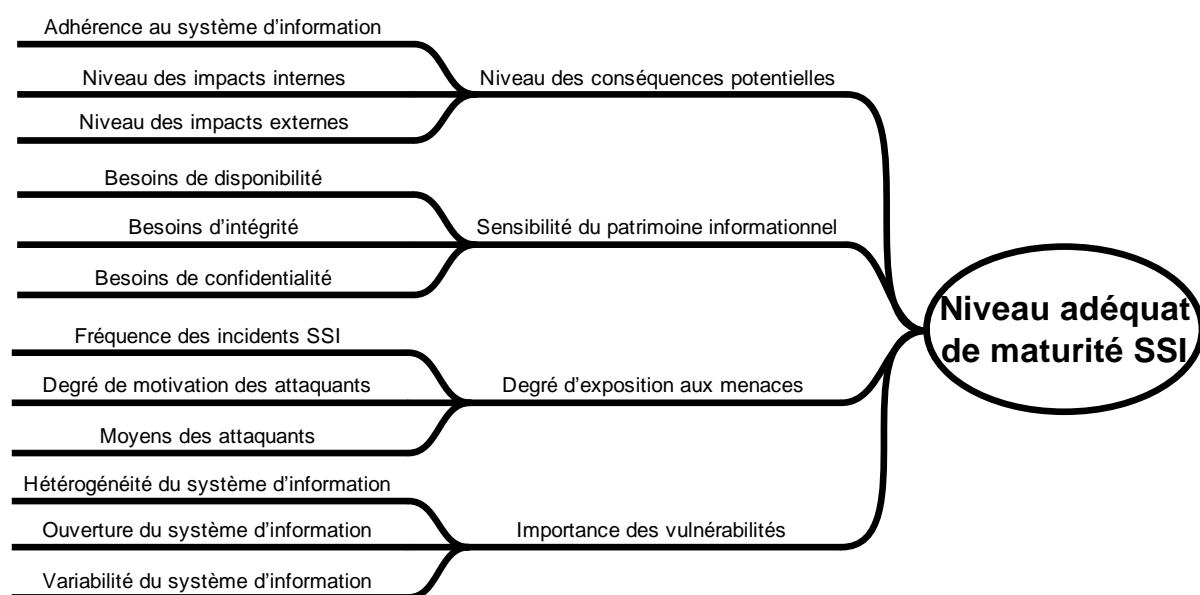 Adhérence au système d’information
Niveau des impacts internes
Niveau des conséquences potentielles
Niveau des impacts externes
Besoins de disponibilité
Besoins d’intégrité
Sensibilité du patrimoine informationnel
Besoins de confidentialité
Niveau adéquat
de maturité SSI
Fréquence des incidents SSI
Degré de motivation des attaquants
Degré d’exposition aux menaces
Moyens des attaquants
Hétérogénéité du système d’information
Ouverture du système d’information
Importance des vulnérabilités
Variabilité du système d’information